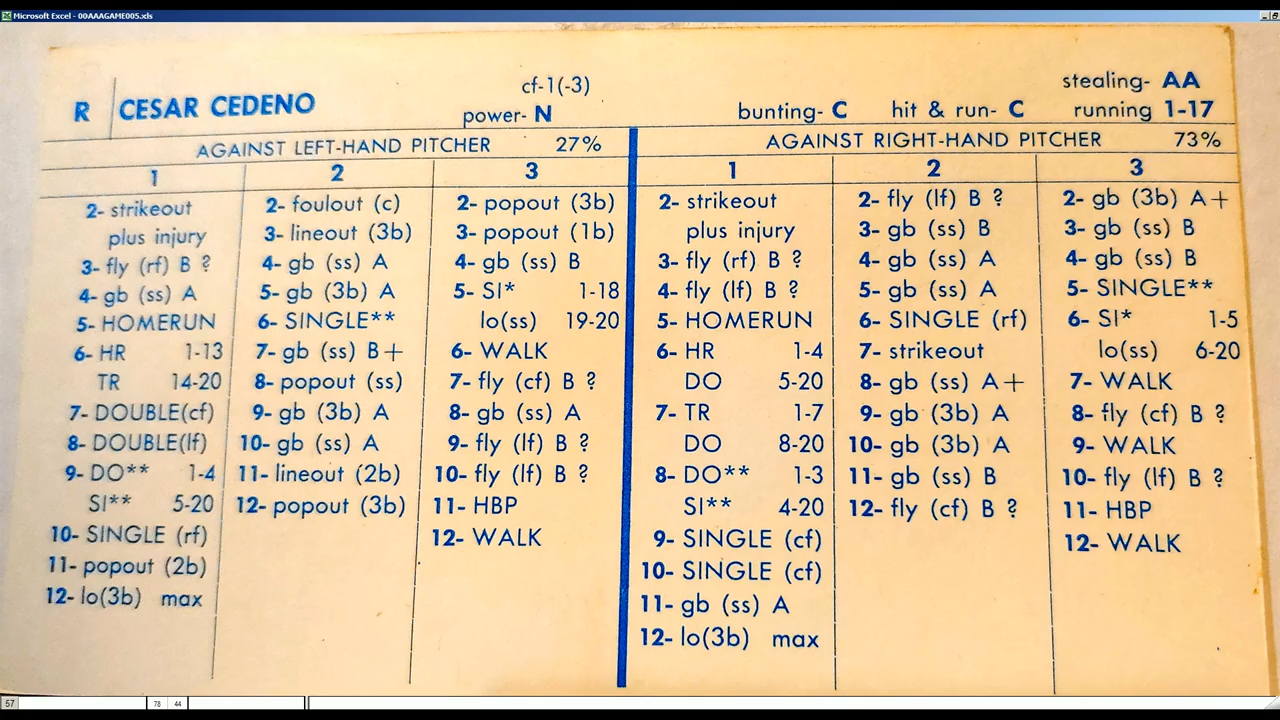 Microsoft Excel - 00AAAGAME005.xls
R CESAR CEDENO
cf-1(-3)
power- N
bunting- C hit & run- C
stealing- AA
running 1-17
AGAINST LEFT-HAND PITCHER 27%
1
2- strikeout
plus injury
3- fly (rf) B ?
4- gb (ss) A
5- HOMERUN
6- HR 1-13
TR 14-20
7- DOUBLE(cf)
8- DOUBLE(lf)
9- DO** 1-4
SI** 5-20
10- SINGLE (rf)
11- popout (2b)
12- lo(3b) max
2
2- foulout (c)
3- lineout (3b)
4- gb (ss) A
5- gb (3b) A
6- SINGLE**
7- gb (ss) B+
8- popout (ss)
9- gb (3b) A
10- gb (ss) A
11- lineout (2b)
12- popout (3b)
3
2- popout (3b)
3- popout (1b)
4- gb (ss) B
5- SI* 1-18
lo(ss) 19-20
6- WALK
7- fly (cf) B ?
8- gb (ss) A
9- fly (lf) B ?
10- fly (lf) B ?
11- HBP
12- WALK
AGAINST RIGHT-HAND PITCHER 73%
1
2- strikeout
plus injury
3- fly (rf) B ?
4- fly (lf) B ?
5- HOMERUN
6- HR 1-4
DO 5-20
7- TR 1-7
DO 8-20
8- DO** 1-3
SI** 4-20
9- SINGLE (cf)
10- SINGLE (cf)
11- gb (ss) A
12- lo(3b) max
2
2- fly (lf) B ?
3- gb (ss) B
4- gb (ss) A
5- gb (ss) A
6- SINGLE (rf)
7- strikeout
8- gb (ss) A+
9- gb (3b) A
10- gb (3b) A
11- gb (ss) B
12- fly (cf) B ?
3
2- gb (3b) A+
3- gb (ss) B
4- gb (ss) B
5- SINGLE**
6- SI* 1-5
lo(ss) 6-20
7- WALK
8- fly (cf) B ?
9- WALK
10- fly (lf) B ?
11- HBP
12- WALK
57 78 44